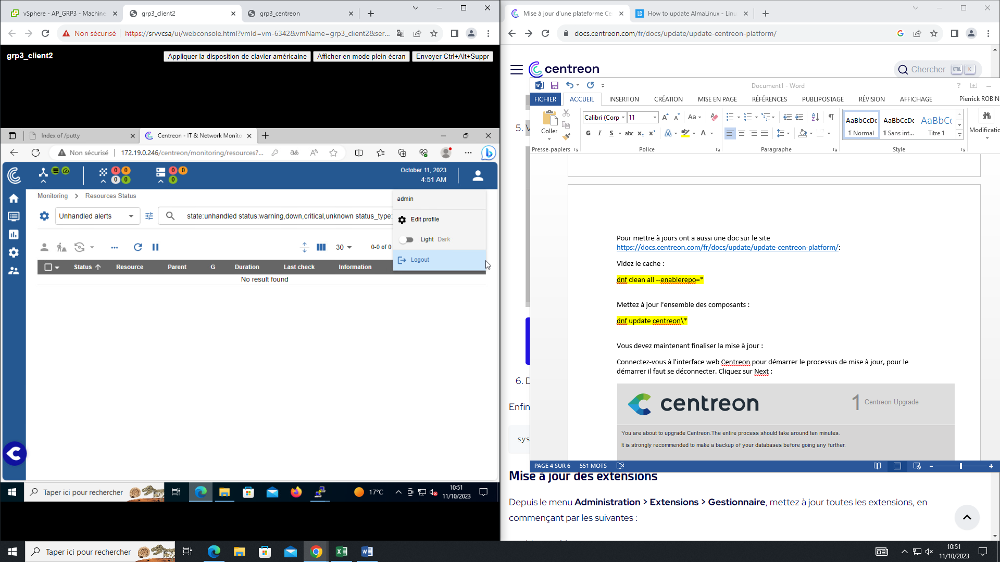 vSphere - AP_GRP3 - Machine
grp3_client2
grp3_centreon
Non sécurisé
https://srvvcsa/ui/webconsole.html?vmId=vm-6342&vmName=grp3_client2&ser...
grp3_client2
Appliquer la disposition de clavier américaine
Afficher en mode plein écran
Envoyer Ctrl+Alt+Suppr
Index of /putty
Centreon - IT & Network Monito
Non sécurisé
172.19.0.246/centreon/monitoring/resources?...
0 0
0 0
0 0
0
October 11, 2023
4:51 AM
Monitoring > Resources Status
admin
Unhandled alerts
state:unhandled status:warning,down,critical,unknown status_type:
Edit profile
Light Dark
30
0-0 of 0
Logout
Status
Resource
Parent
G
Duration
Last check
Information
No result found
Taper ici pour rechercher
17°C
10:51
11/10/2023
Mise à jour d'une plateforme Ce
How to update AlmaLinux - Linu
docs.centreon.com/fr/docs/update/update-centreon-platform/
centreon
Chercher
CTRL
K
Document1 - Word
FICHIER
ACCUEIL
INSERTION
CRÉATION
MISE EN PAGE
RÉFÉRENCES
PUBLIPOSTAGE
RÉVISION
AFFICHAGE
Pierrick ROBIN
Coller
Calibri (Corp
11
G I S abc x₂ x²
AaBbCcDc
¶ Normal
AaBbCcDc
¶ Sans int...
AaBbCc
Titre 1
Modificatio
Presse-papiers
Police
Paragraphe
Style
5. V
Pour mettre à jours ont a aussi une doc sur le site
https://docs.centreon.com/fr/docs/update/update-centreon-platform/:
Videz le cache :
dnf clean all --enablerepo=*
Mettez à jour l'ensemble des composants :
dnf update centreon\*
Vous devez maintenant finaliser la mise à jour :
Connectez-vous à l'interface web Centreon pour démarrer le processus de mise à jour, pour le
démarrer il faut se déconnecter. Cliquez sur Next :
centreon
1 Centreon Upgrade
You are about to upgrade Centreon.The entire process should take around ten minutes.
It is strongly recommended to make a backup of your databases before going any further.
PAGE 4 SUR 6
551 MOTS
6. D
Enfin
sys
Mise à jour des extensions
Depuis le menu Administration > Extensions > Gestionnaire, mettez à jour toutes les extensions, en
commençant par les suivantes :
Taper ici pour rechercher
10:51
11/10/2023